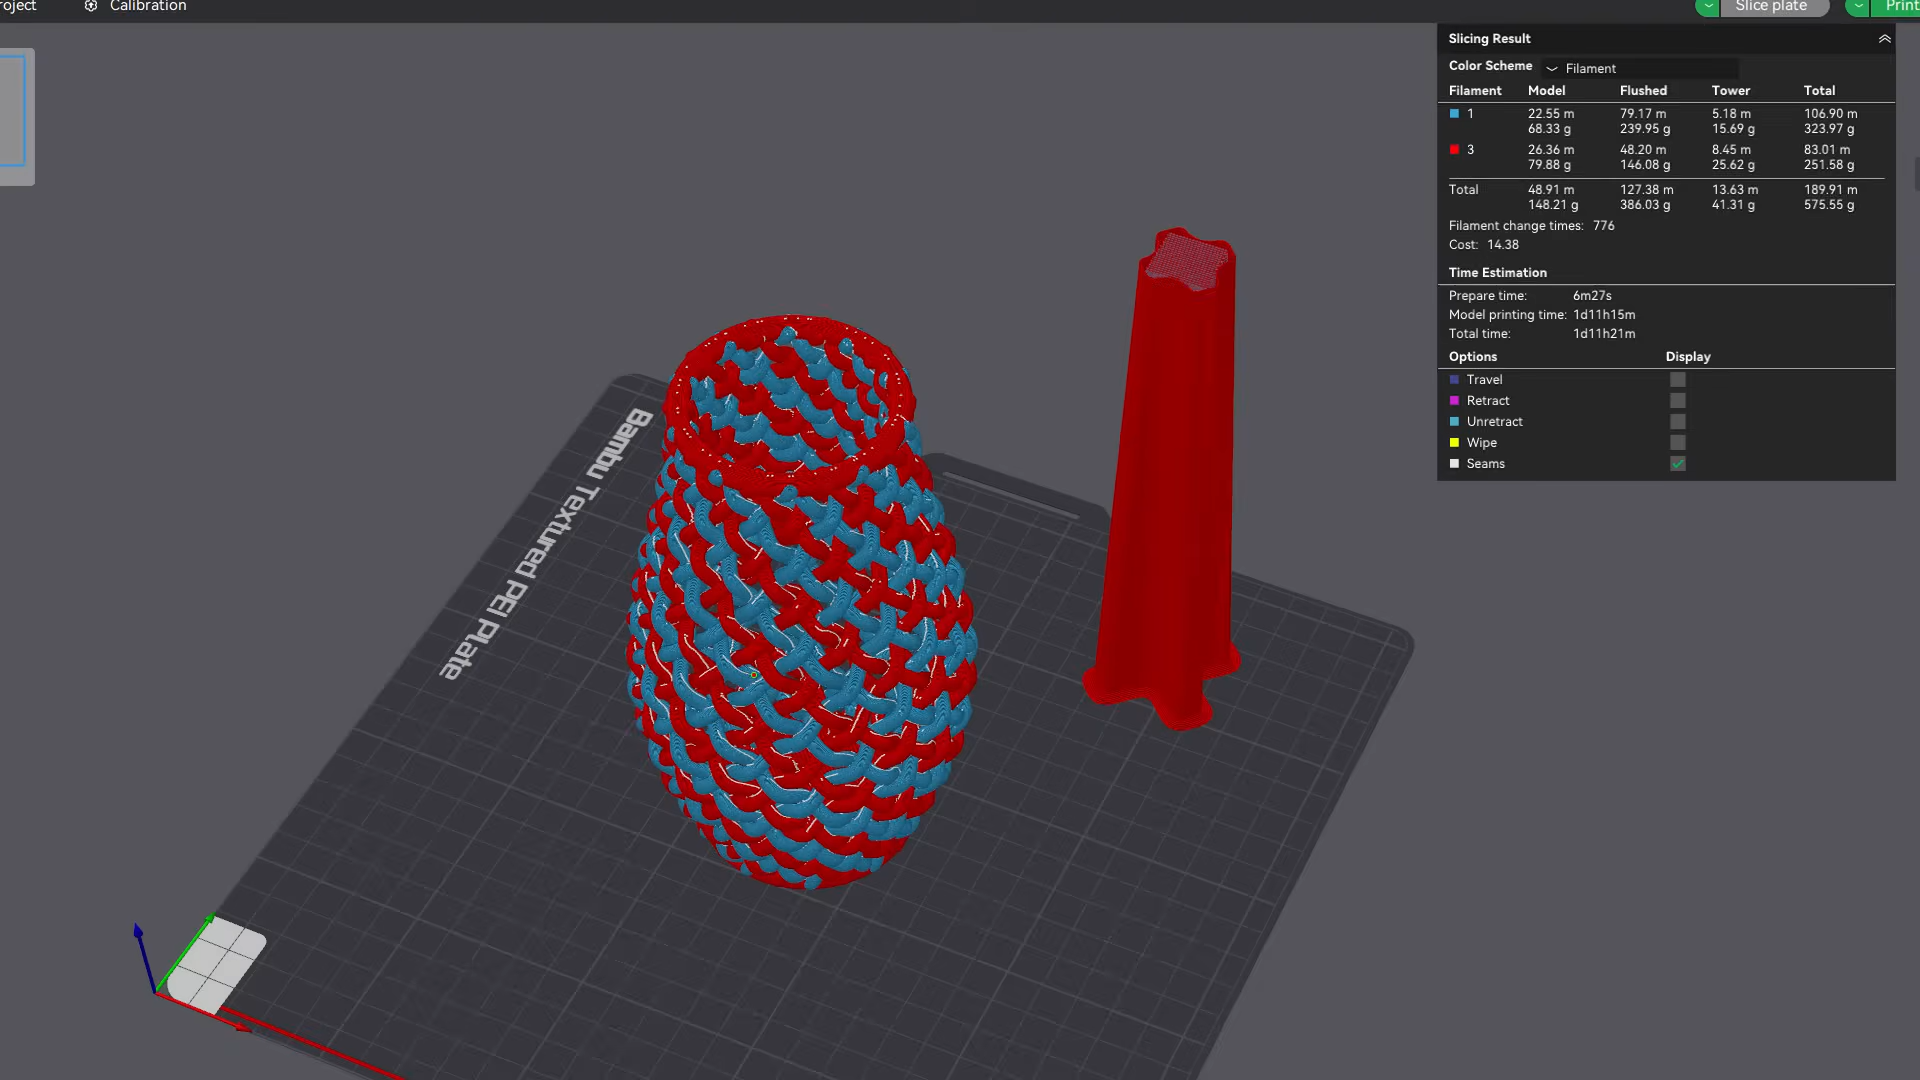 roject Calibration Slice plate Print
Slicing Result
Color Scheme Filament
Filament Model Flushed Tower Total
1 22.55 m 79.17 m 5.18 m 106.90 m
68.33 g 239.95 g 15.69 g 323.97 g
3 26.36 m 48.20 m 8.45 m 83.01 m
79.88 g 146.08 g 25.62 g 251.58 g
Total 48.91 m 127.38 m 13.63 m 189.91 m
148.21 g 386.03 g 41.31 g 575.55 g
Filament change times: 776
Cost: 14.38
Time Estimation
Prepare time: 6m27s
Model printing time: 1d11h15m
Total time: 1d11h21m
Options Display
Travel
Retract
Unretract
Wipe
Seams
Bambu Textured PEI Plate